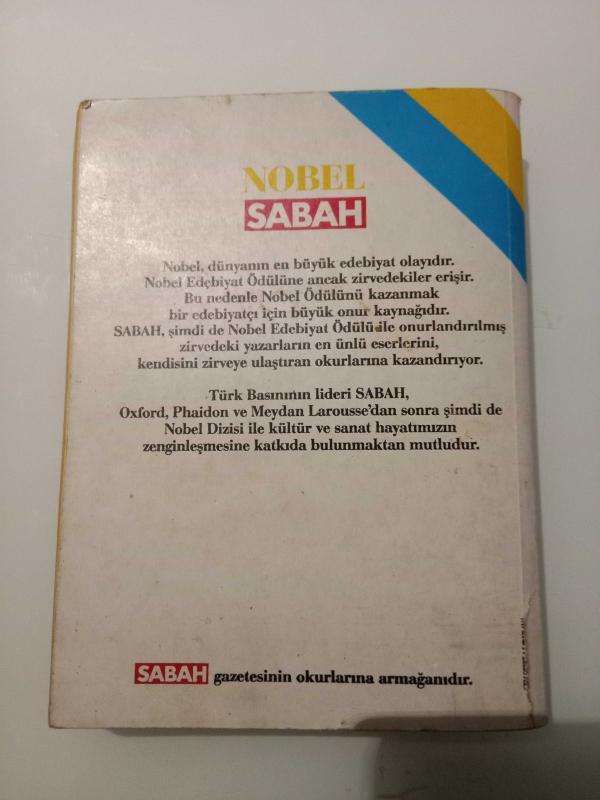 NOBEL
SABAH
Nobel, dünyanın en büyük edebiyat olayıdır.
Nobel Edebiyat Ödülüne ancak zirvedekiler erişir.
Bu nedenle Nobel Ödülünü kazanmak
bir edebiyatçı için büyük onur kaynağıdır.
SABAH, şimdi de Nobel Edebiyat Ödülü ile onurlandırılmış
zirvedeki yazarların en ünlü eserlerini,
kendisini zirveye ulaştıran okurlarına kazandırıyor.
Türk Basınının lideri SABAH,
Oxford, Phaidon ve Meydan Larousse'dan sonra şimdi de
Nobel Dizisi ile kültür ve sanat hayatımızın
zenginleşmesine katkıda bulunmaktan mutludur.
SABAH gazetesinin okurlarına armağanıdır.